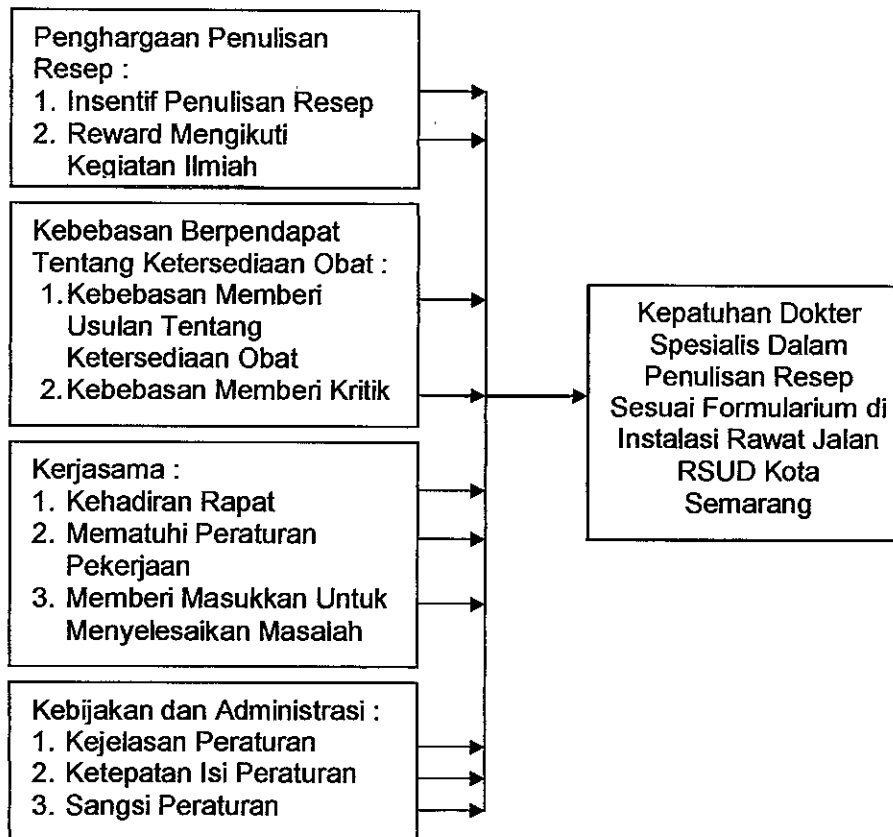 Penghargaan Penulisan
Resep :
1. Insentif Penulisan Resep
2. Reward Mengikuti
Kegiatan Ilmiah
Kebebasan Berpendapat
Tentang Ketersediaan Obat :
1. Kebebasan Memberi
Usulan Tentang
Ketersediaan Obat
2. Kebebasan Memberi Kritik
Kerjasama :
1. Kehadiran Rapat
2. Mematuhi Peraturan
Pekerjaan
3. Memberi Masukkan Untuk
Menyelesaikan Masalah
Kebijakan dan Administrasi :
1. Kejelasan Peraturan
2. Ketepatan Isi Peraturan
3. Sangsi Peraturan
Kepatuhan Dokter
Spesialis Dalam
Penulisan Resep
Sesuai Formularium di
Instalasi Rawat Jalan
RSUD Kota
Semarang